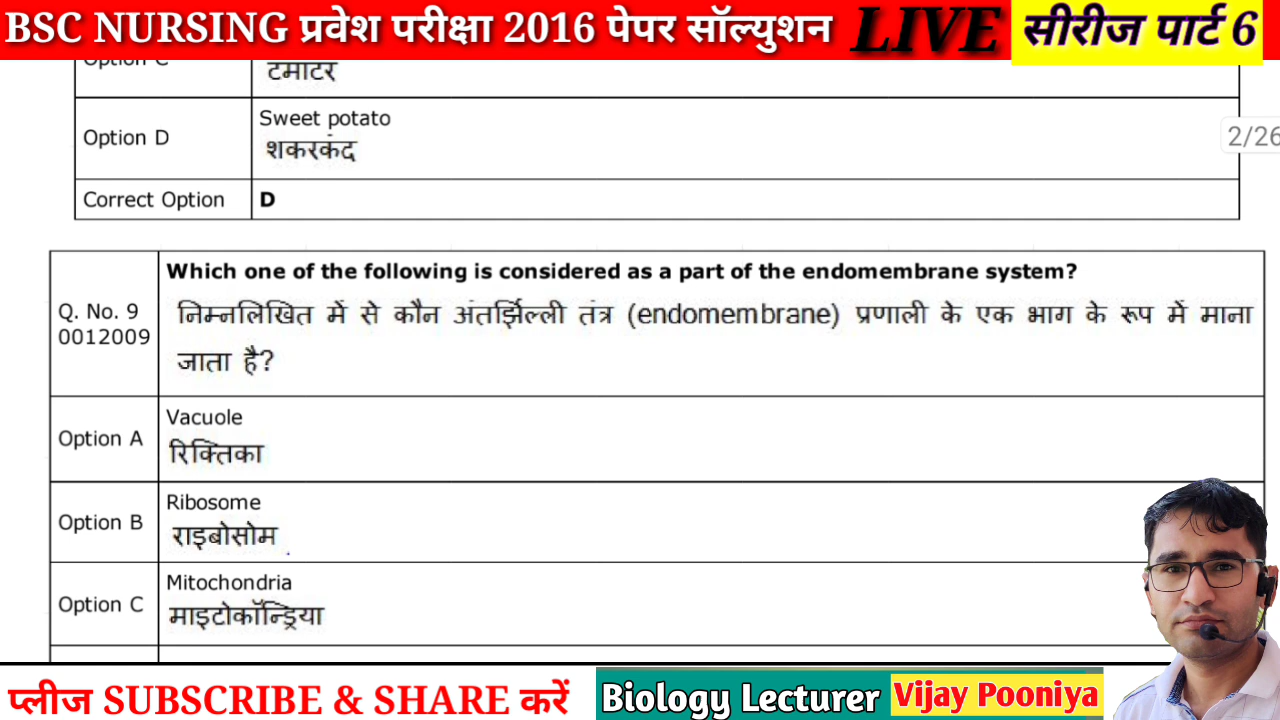 BSC NURSING प्रवेश परीक्षा 2016 पेपर सॉल्युशन LIVE सीरीज पार्ट 6
Option C
टमाटर
Option D
Sweet potato
शकरकंद
2/26
Correct Option
D
Q. No. 9
0012009
Which one of the following is considered as a part of the endomembrane system?
निम्नलिखित में से कौन अंतर्झिल्ली तंत्र (endomembrane) प्रणाली के एक भाग के रूप में माना
जाता है?
Option A
Vacuole
रिक्तिका
Option B
Ribosome
राइबोसोम
Option C
Mitochondria
माइटोकॉन्ड्रिया
प्लीज SUBSCRIBE & SHARE करें
Biology Lecturer Vijay Pooniya